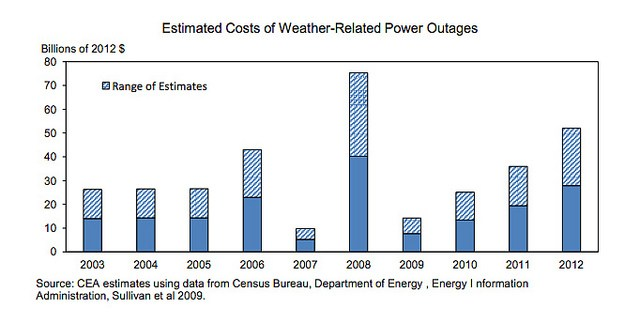 Estimated Costs of Weather-Related Power Outages
Billions of 2012 $
80
70
60
50
40
30
20
10
0
Range of Estimates
2003 2004 2005 2006 2007 2008 2009 2010 2011 2012
Source: CEA estimates using data from Census Bureau, Department of Energy , Energy I nformation
Administration, Sullivan et al 2009.